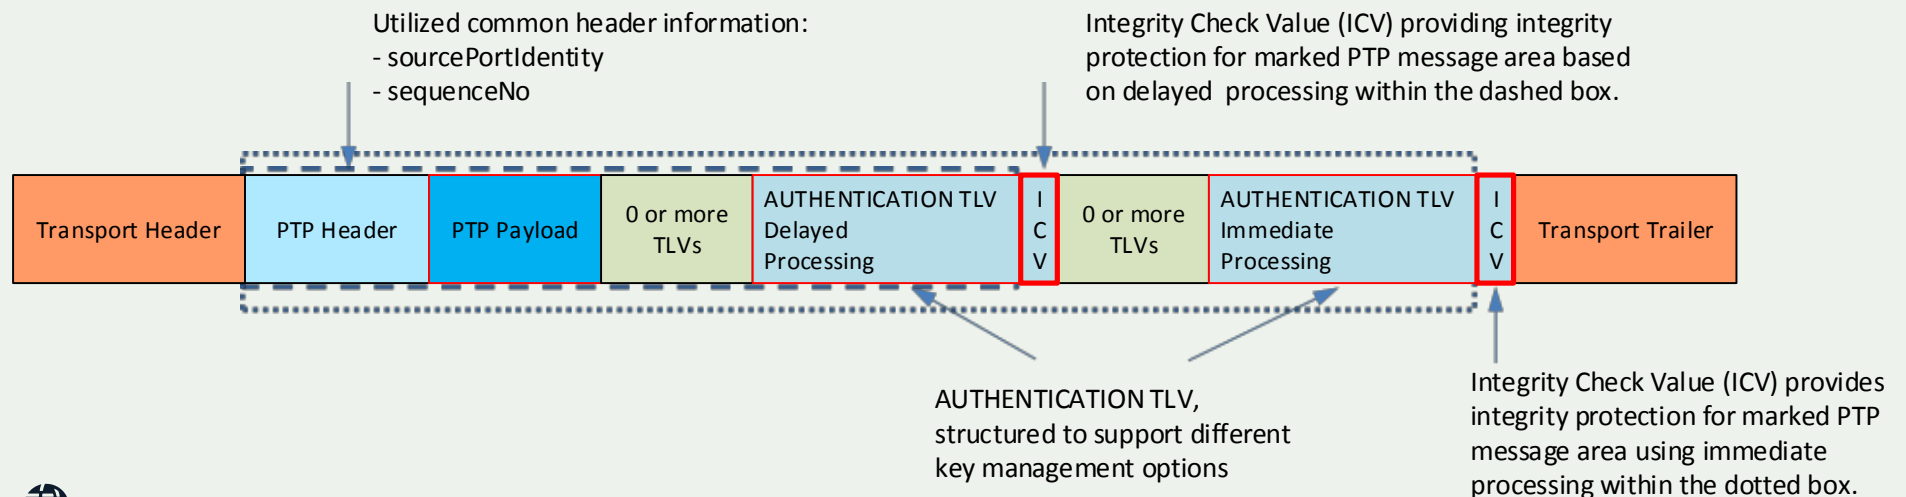 Utilized common header information:
- sourcePortIdentity
- sequenceNo
Integrity Check Value (ICV) providing integrity
protection for marked PTP message area based
on delayed processing within the dashed box.
Transport Header
PTP Header
PTP Payload
0 or more
TLVs
AUTHENTICATION TLV
Delayed
Processing
I
C
V
0 or more
TLVs
AUTHENTICATION TLV
Immediate
Processing
I
C
V
Transport Trailer
AUTHENTICATION TLV,
structured to support different
key management options
Integrity Check Value (ICV) provides
integrity protection for marked PTP
message area using immediate
processing within the dotted box.